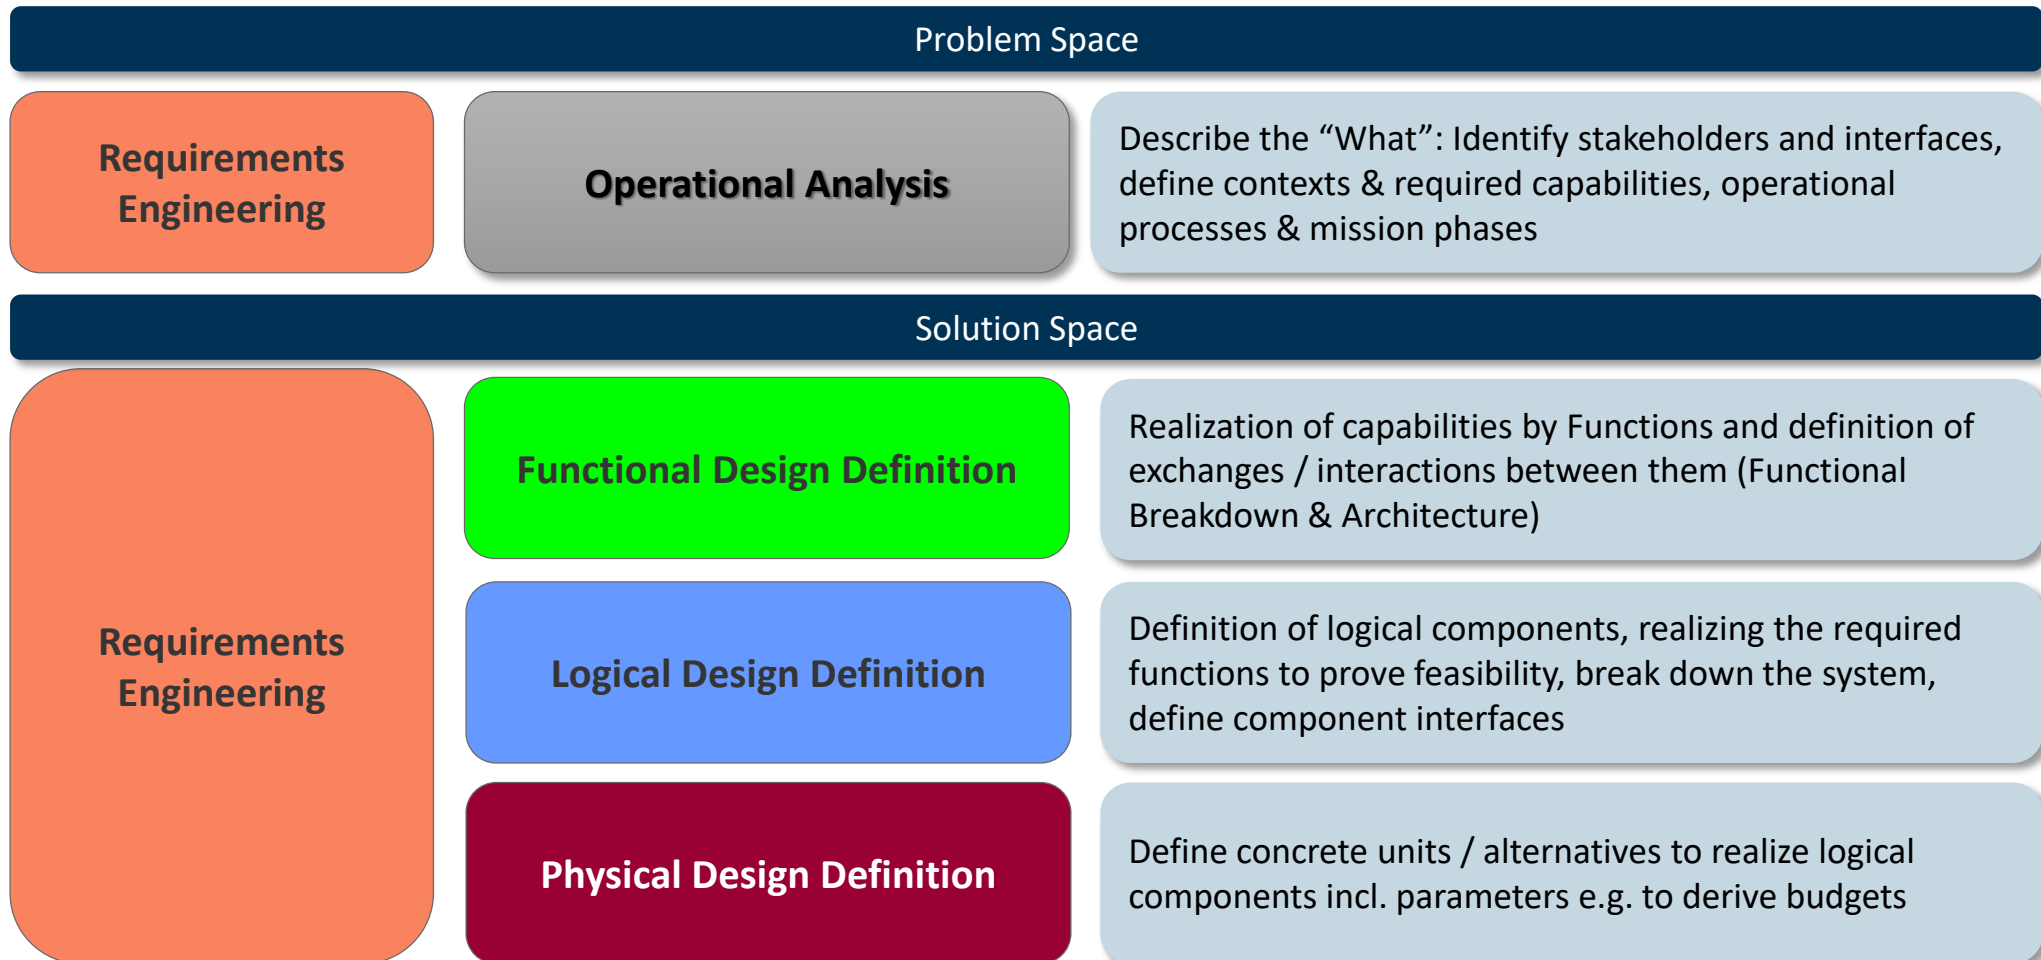 Problem Space
Requirements
Engineering
Operational Analysis
Describe the “What”: Identify stakeholders and interfaces,
define contexts & required capabilities, operational
processes & mission phases
Solution Space
Requirements
Engineering
Functional Design Definition
Realization of capabilities by Functions and definition of
exchanges / interactions between them (Functional
Breakdown & Architecture)
Logical Design Definition
Definition of logical components, realizing the required
functions to prove feasibility, break down the system,
define component interfaces
Physical Design Definition
Define concrete units / alternatives to realize logical
components incl. parameters e.g. to derive budgets